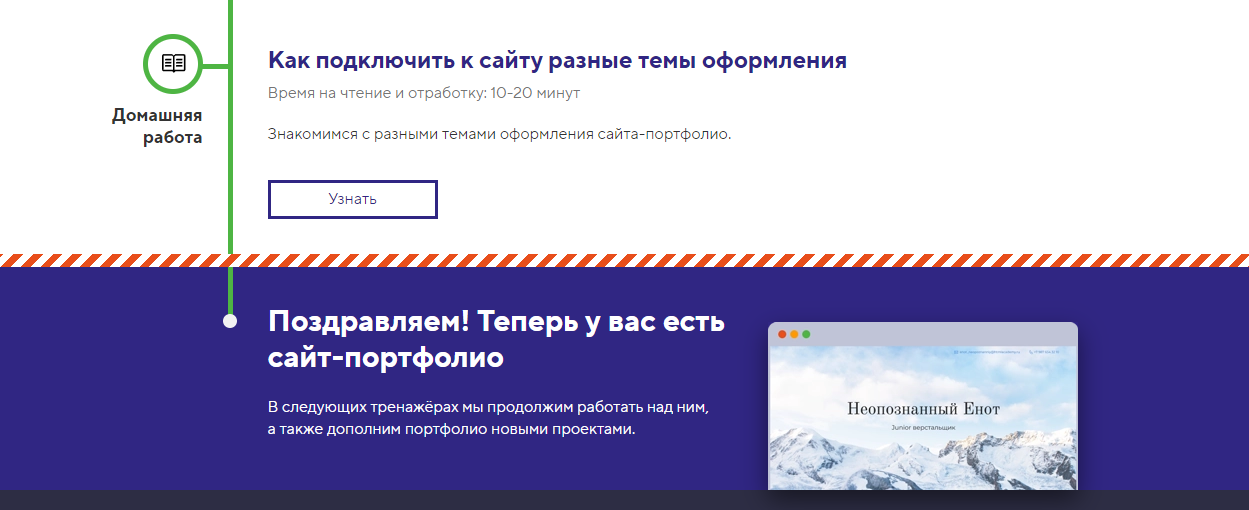 Домашняя
работа
Как подключить к сайту разные темы оформления
Время на чтение и отработку: 10-20 минут
Знакомимся с разными темами оформления сайта-портфолио.
Узнать
Поздравляем! Теперь у вас есть
сайт-портфолио
В следующих тренажёрах мы продолжим работать над ним,
а также дополним портфолио новыми проектами.
Неопознанный Енот
Junior верстальщик